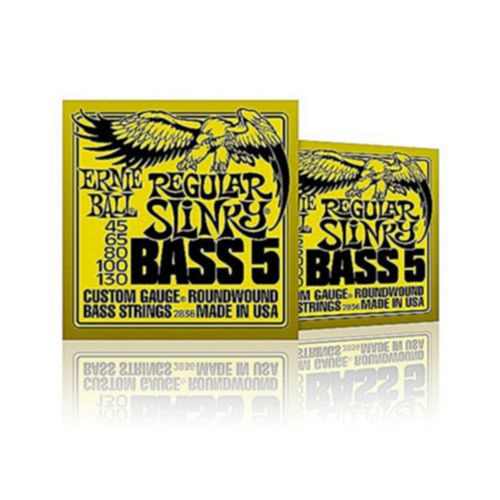 ERNIE
BALL
REGULAR
SLINKY
45
65
80
100
130
BASS 5
CUSTOM GAUGE® ROUNDWOUND
BASS STRINGS 2836 MADE IN USA
REGULAR
SLINKY
BASS 5
CUSTOM GAUGE® ROUNDWOUND
BASS STRINGS 2836 MADE IN USA